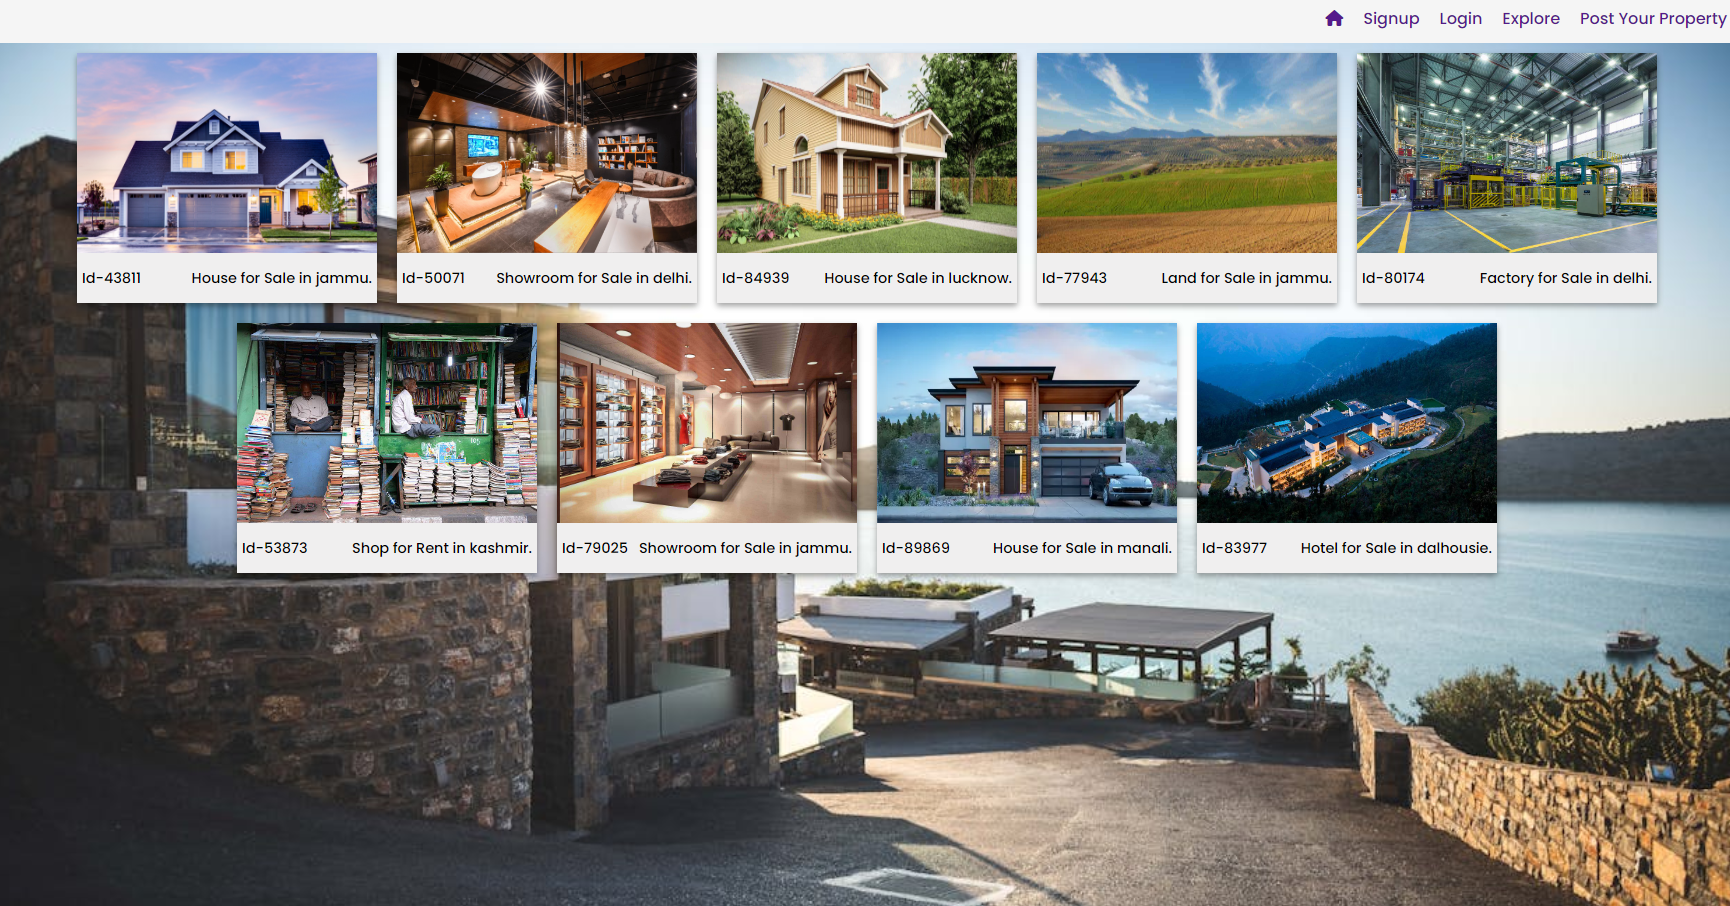 Signup Login Explore Post Your Property
Id-43811 House for Sale in jammu.
Id-50071 Showroom for Sale in delhi.
Id-84939 House for Sale in lucknow.
Id-77943 Land for Sale in jammu.
Id-80174 Factory for Sale in delhi.
Id-53873 Shop for Rent in kashmir.
Id-79025 Showroom for Sale in jammu.
Id-89869 House for Sale in manali.
Id-83977 Hotel for Sale in dalhousie.